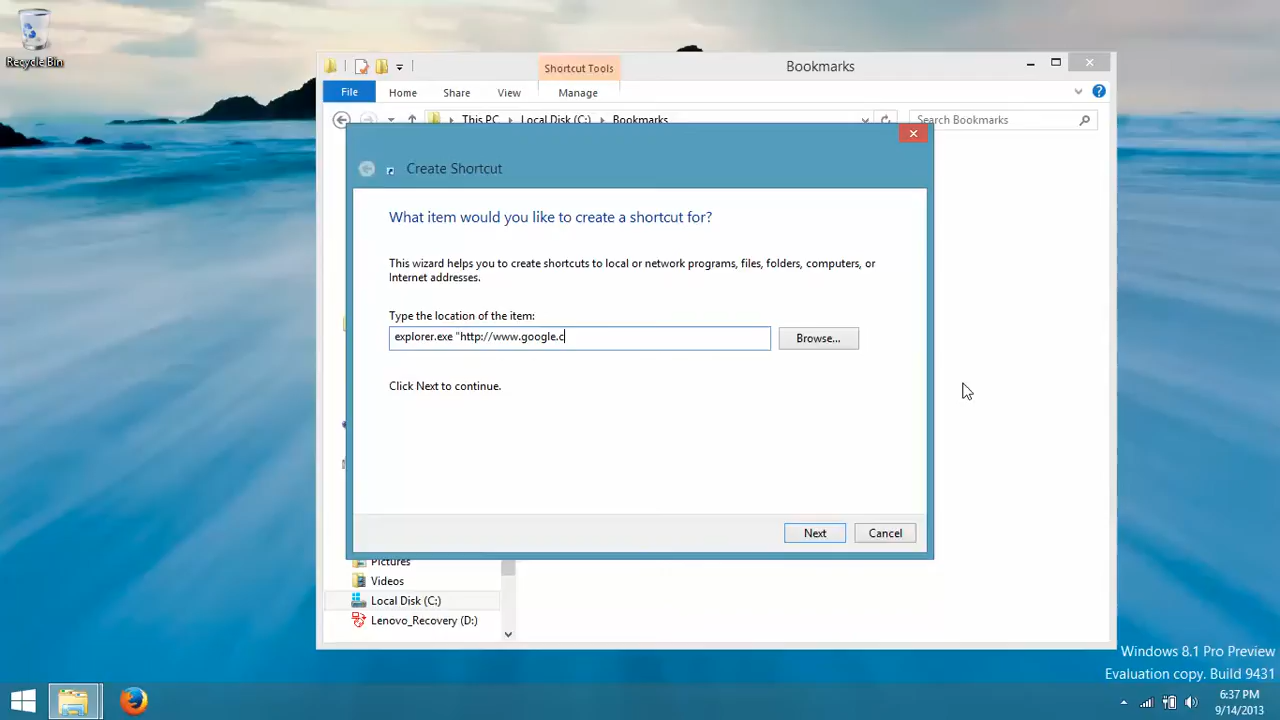 Recycle Bin
Shortcut Tools
Bookmarks
File
Home
Share
View
Manage
This PC
Local Disk (C:)
Bookmarks
Search Bookmarks
Create Shortcut
What item would you like to create a shortcut for?
This wizard helps you to create shortcuts to local or network programs, files, folders, computers, or
Internet addresses.
Type the location of the item:
explorer.exe "http://www.google.c
Browse...
Click Next to continue.
Next
Cancel
Pictures
Videos
Local Disk (C:)
Lenovo_Recovery (D:)
Windows 8.1 Pro Preview
Evaluation copy. Build 9431
6:37 PM
9/14/2013